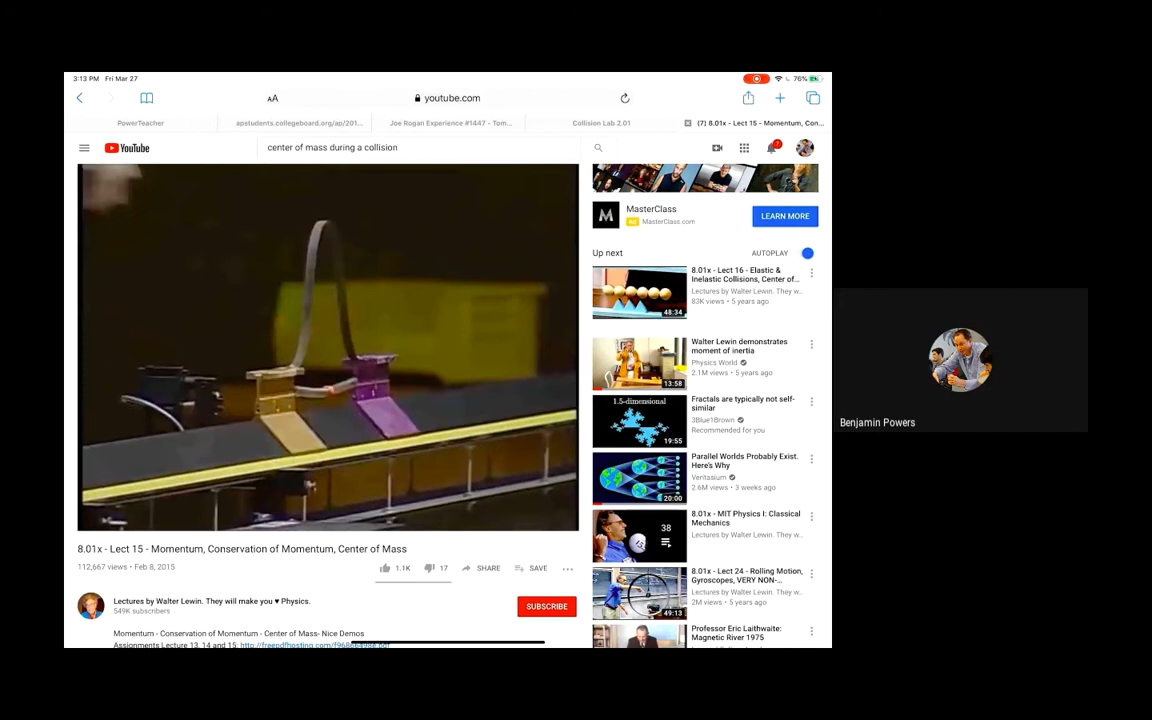 3:13 PM Fri Mar 27
76%
AA
youtube.com
PowerTeacher
apstudents.collegeboard.org/ap/201...
Joe Rogan Experience #1447 - Tom...
Collision Lab 2.01
(7) 8.01x - Lect 15 - Momentum, Con...
YouTube
center of mass during a collision
M
MasterClass
Ad MasterClass.com
LEARN MORE
Up next
AUTOPLAY
8.01x - Lect 16 - Elastic &
Inelastic Collisions, Center of...
Lectures by Walter Lewin. They w...
83K views • 5 years ago
48:34
Walter Lewin demonstrates
moment of inertia
Physics World
2.1M views • 5 years ago
13:58
1.5-dimensional
Fractals are typically not self-
similar
3Blue1Brown
Recommended for you
19:55
Parallel Worlds Probably Exist.
Here's Why
Veritasium
2.6M views • 3 weeks ago
20:00
8.01x - MIT Physics I: Classical
Mechanics
Lectures by Walter Lewin. They w...
38
8.01x - Lect 24 - Rolling Motion,
Gyroscopes, VERY NON-...
Lectures by Walter Lewin. They w...
2M views • 5 years ago
49:13
Professor Eric Laithwaite:
Magnetic River 1975
8.01x - Lect 15 - Momentum, Conservation of Momentum, Center of Mass
112,667 views • Feb 8, 2015
1.1K
17
SHARE
SAVE
Lectures by Walter Lewin. They will make you ♥ Physics.
549K subscribers
SUBSCRIBE
Momentum - Conservation of Momentum - Center of Mass- Nice Demos
Assignments Lecture 13, 14 and 15:
Benjamin Powers